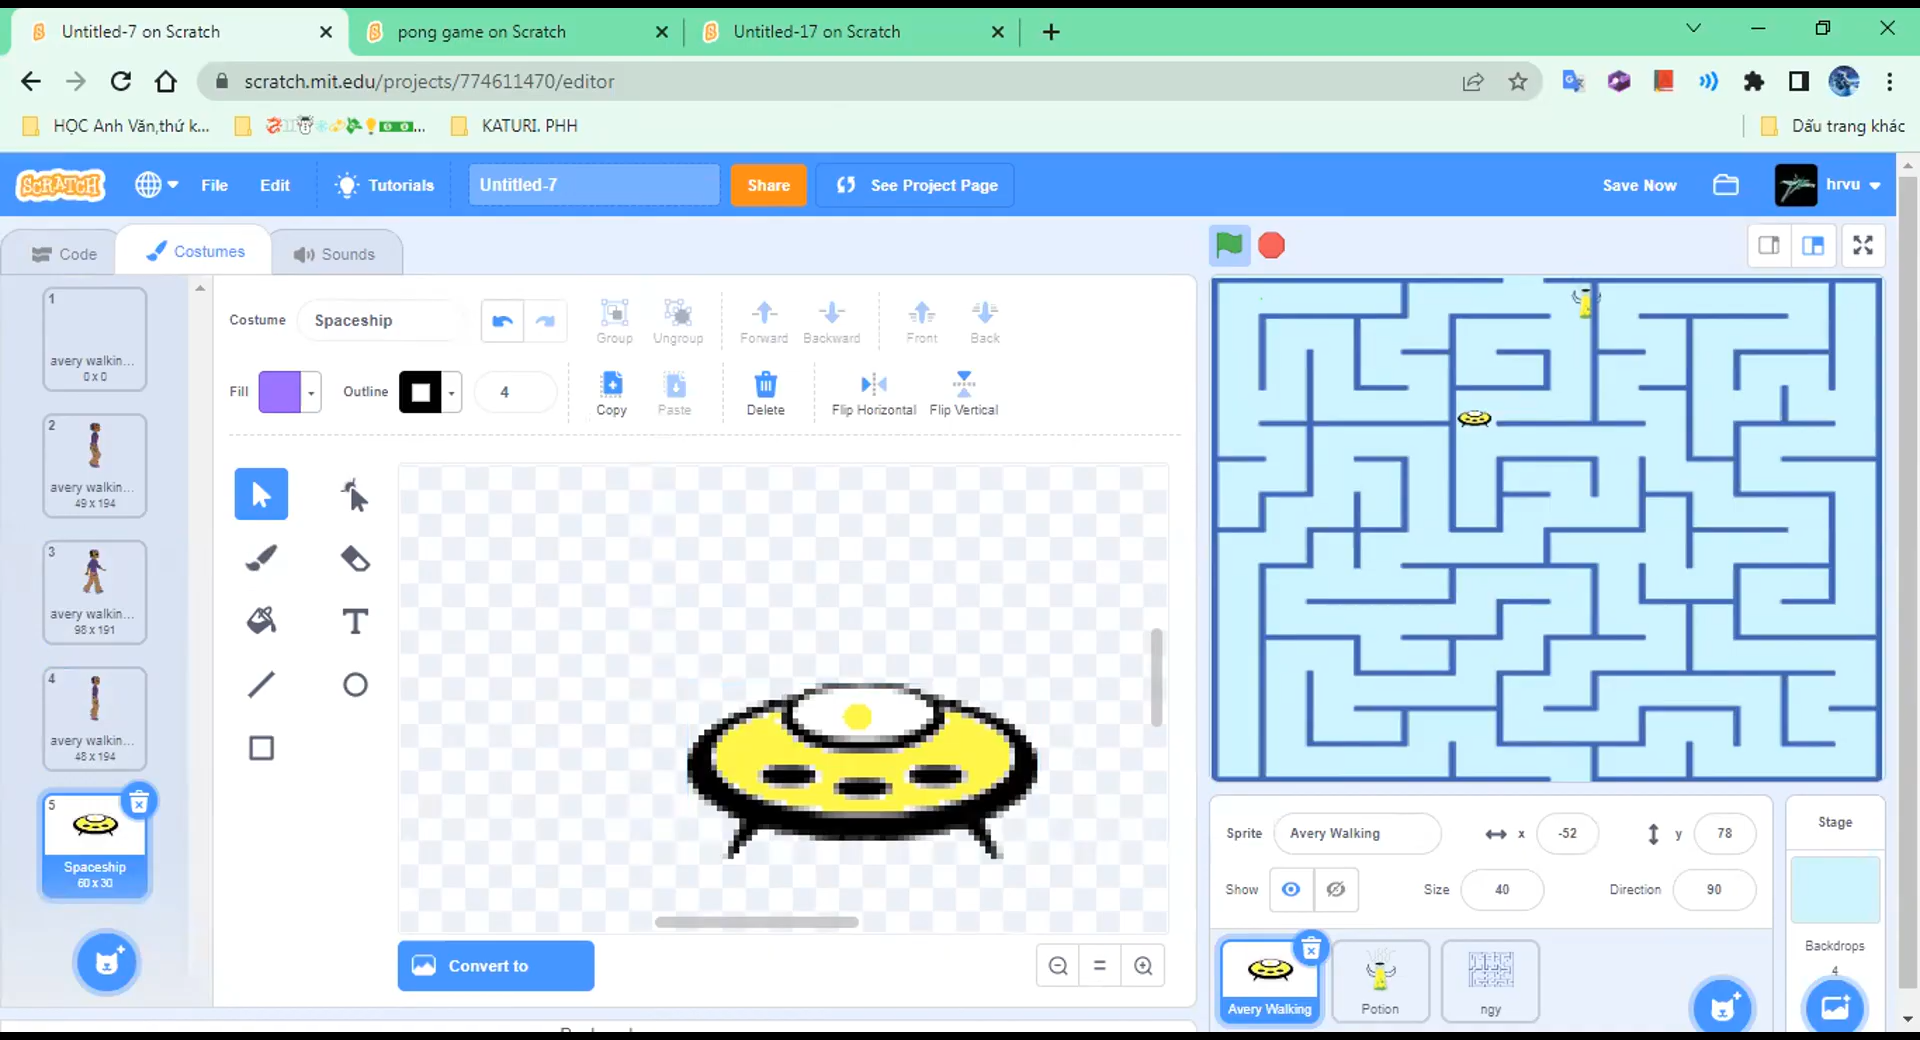 Untitled-7 on Scratch
pong game on Scratch
Untitled-17 on Scratch
scratch.mit.edu/projects/774611470/editor
HỌC Anh Văn,thứ k...
...
KATURI. PHH
Dấu trang khác
SCRATCH
File
Edit
Tutorials
Untitled-7
Share
See Project Page
Save Now
hrvu
Code
Costumes
Sounds
1
avery walkin...
0 x 0
2
avery walkin...
49 x 194
3
avery walkin...
98 x 191
4
avery walkin...
48 x 194
5
Spaceship
60 x 30
Costume
Spaceship
Group
Ungroup
Forward
Backward
Front
Back
Fill
Outline
4
Copy
Paste
Delete
Flip Horizontal
Flip Vertical
T
Convert to
Sprite
Avery Walking
x
-52
y
78
Show
Size
40
Direction
90
Avery Walking
Potion
ngy
Stage
Backdrops
4